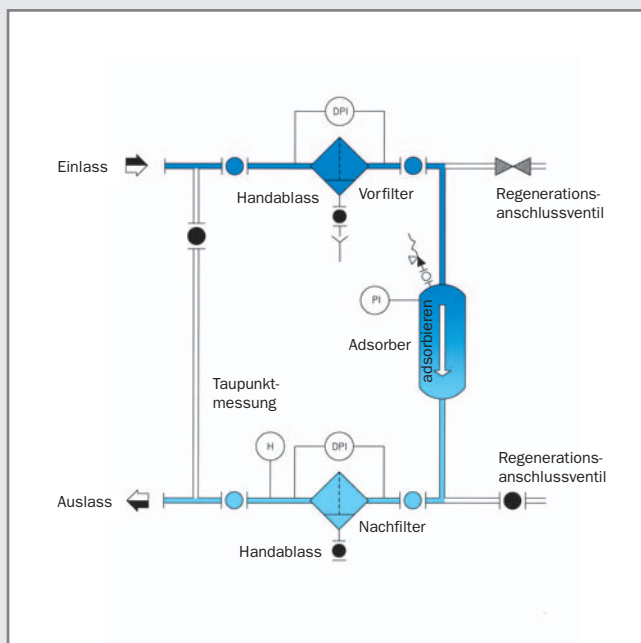 DPI
Einlass
Handablass
Vorfilter
Regenerations-
anschlussventil
PI
adsorbieren
Adsorber
Taupunkt-
messung
H
DPI
Regenerations-
anschlussventil
Auslass
Nachfilter
Handablass